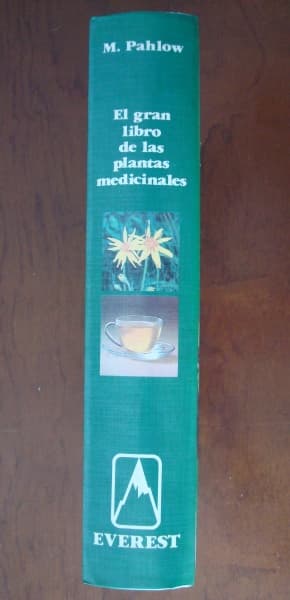 M. Pahlow
El gran
libro
de las
plantas
medicinales
EVEREST